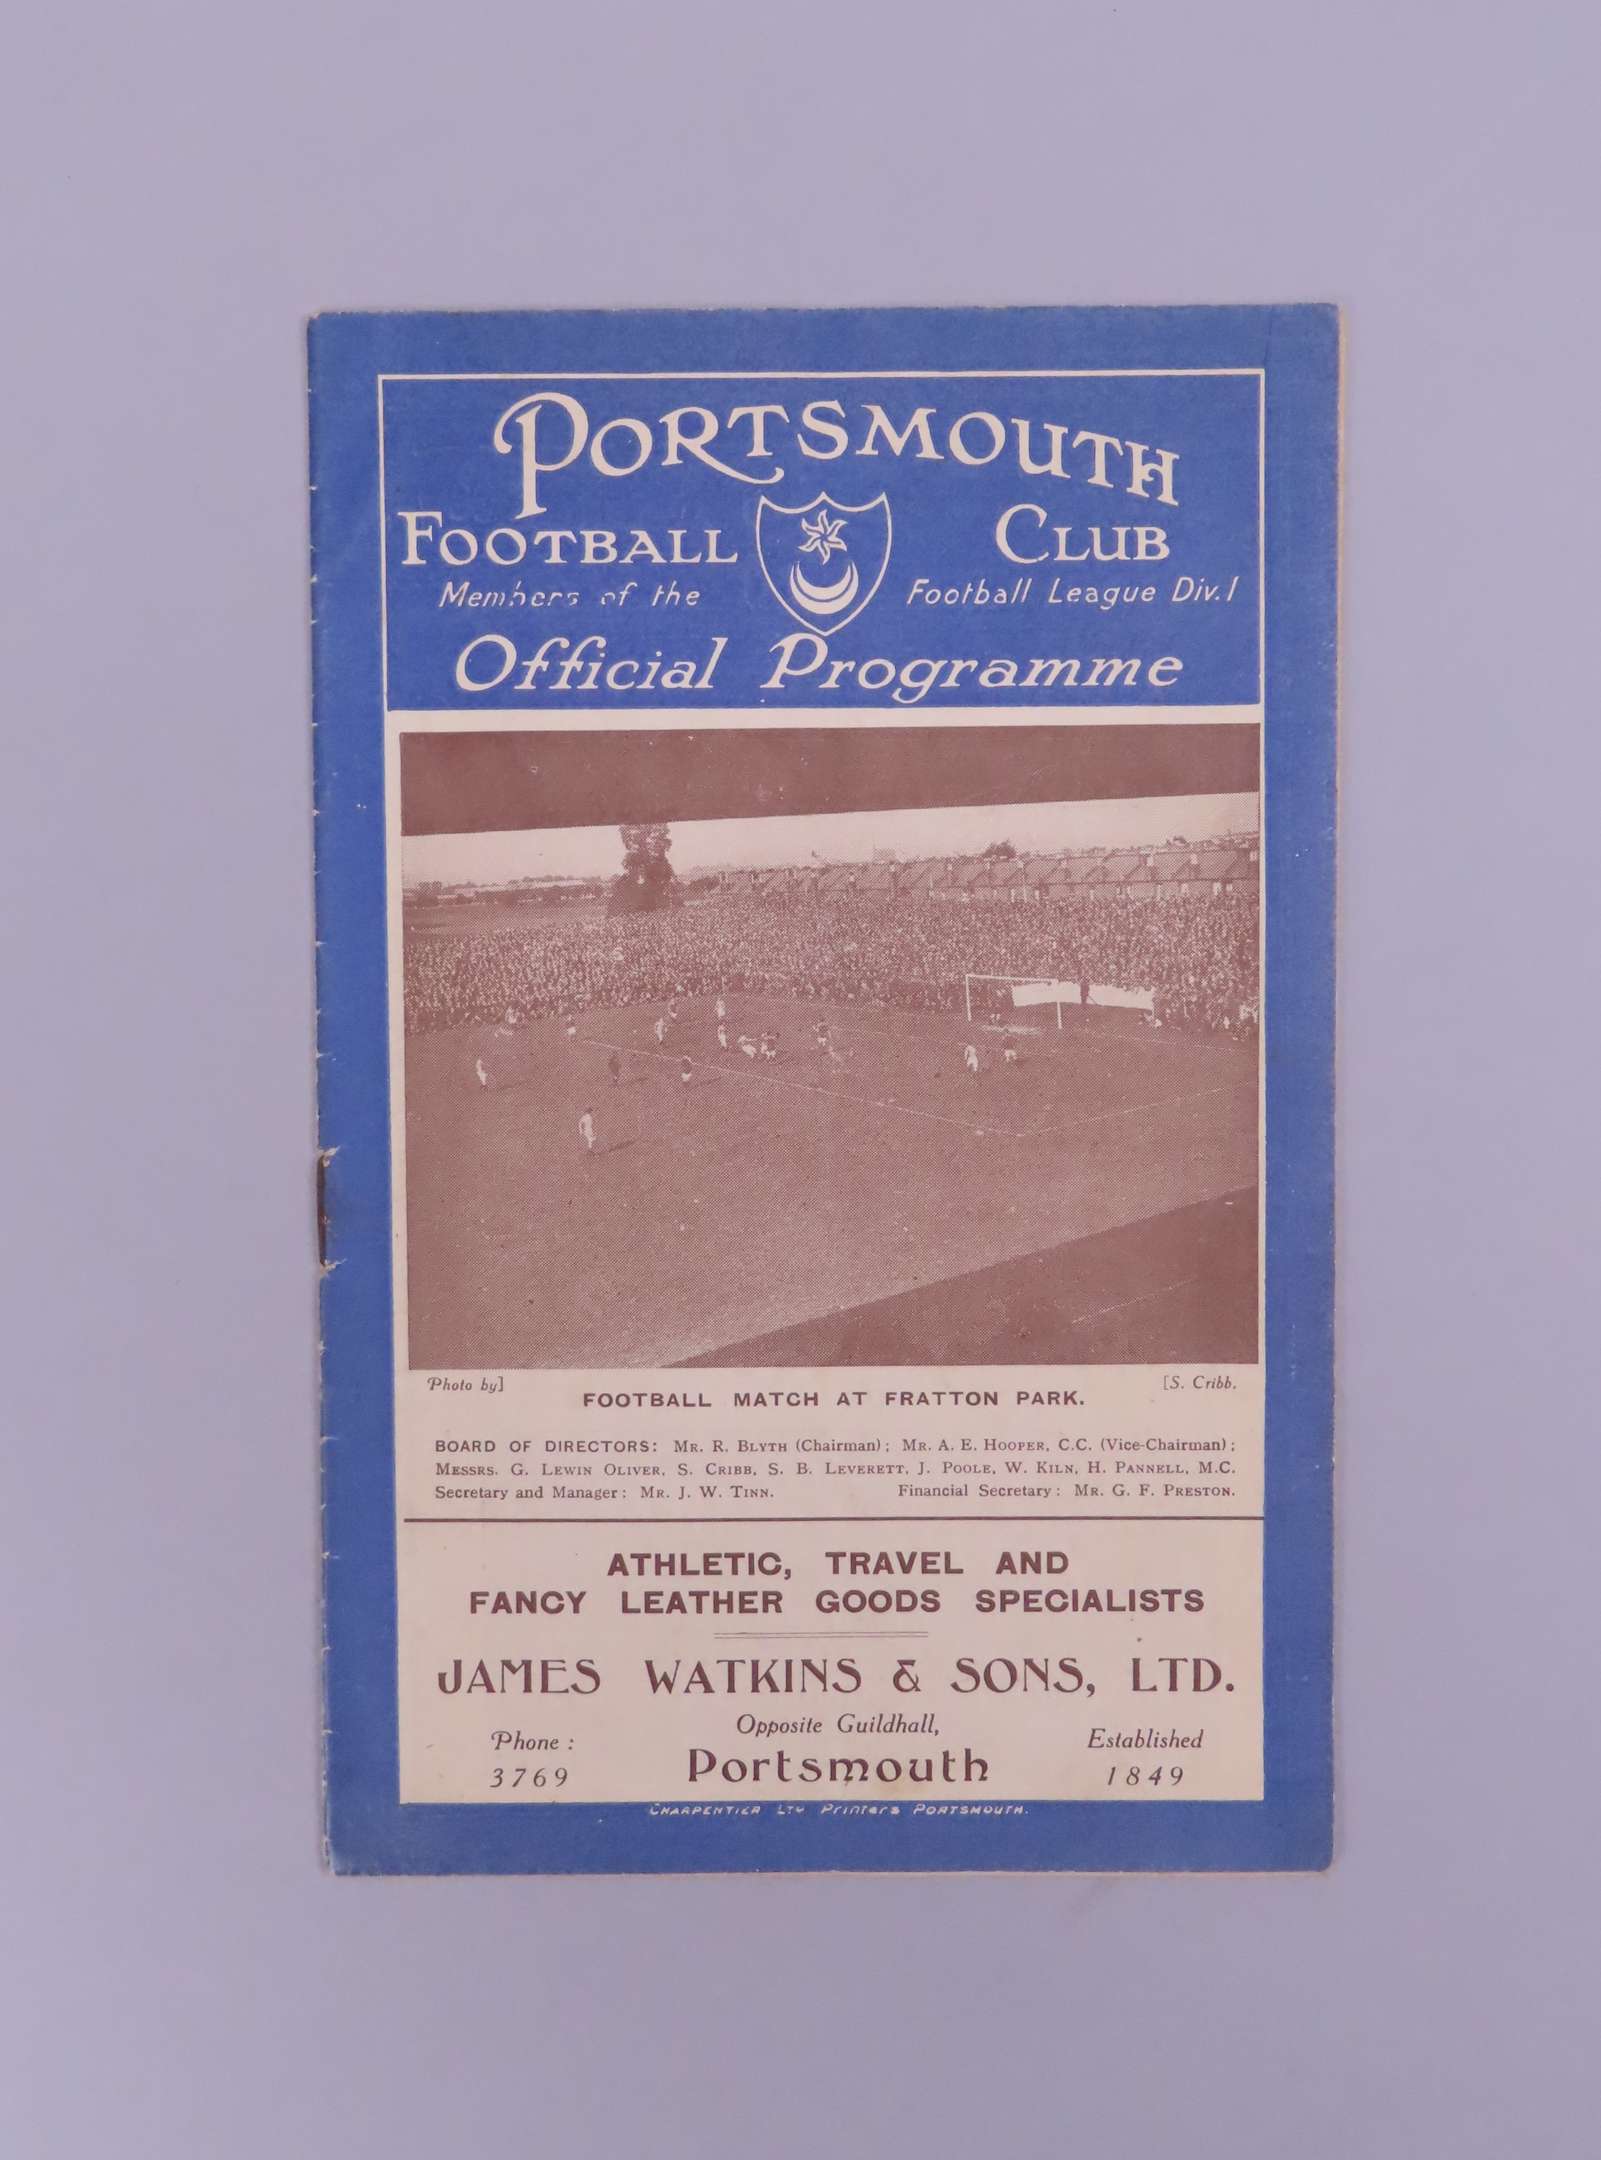 PORTSMOUTH
FOOTBALL CLUB
Members of the Football League Div. 1
Official Programme
Photo by] [S. Cribb.
FOOTBALL MATCH AT FRATTON PARK.
BOARD OF DIRECTORS: MR. R. BLYTH (Chairman); MR. A. E. HOOPER, C.C. (Vice-Chairman);
MESSRS. G. LEWIN OLIVER, S. CRIBB, S. B. LEVERETT, J. POOLE, W. KILN, H. PANNELL, M.C.
Secretary and Manager: MR. J. W. TINN. Financial Secretary: MR. G. F. PRESTON.
ATHLETIC, TRAVEL AND
FANCY LEATHER GOODS SPECIALISTS
JAMES WATKINS & SONS, LTD.
Opposite Guildhall,
Phone: Established
3769 Portsmouth 1849
CHARPENTIER LTD Printers PORTSMOUTH.